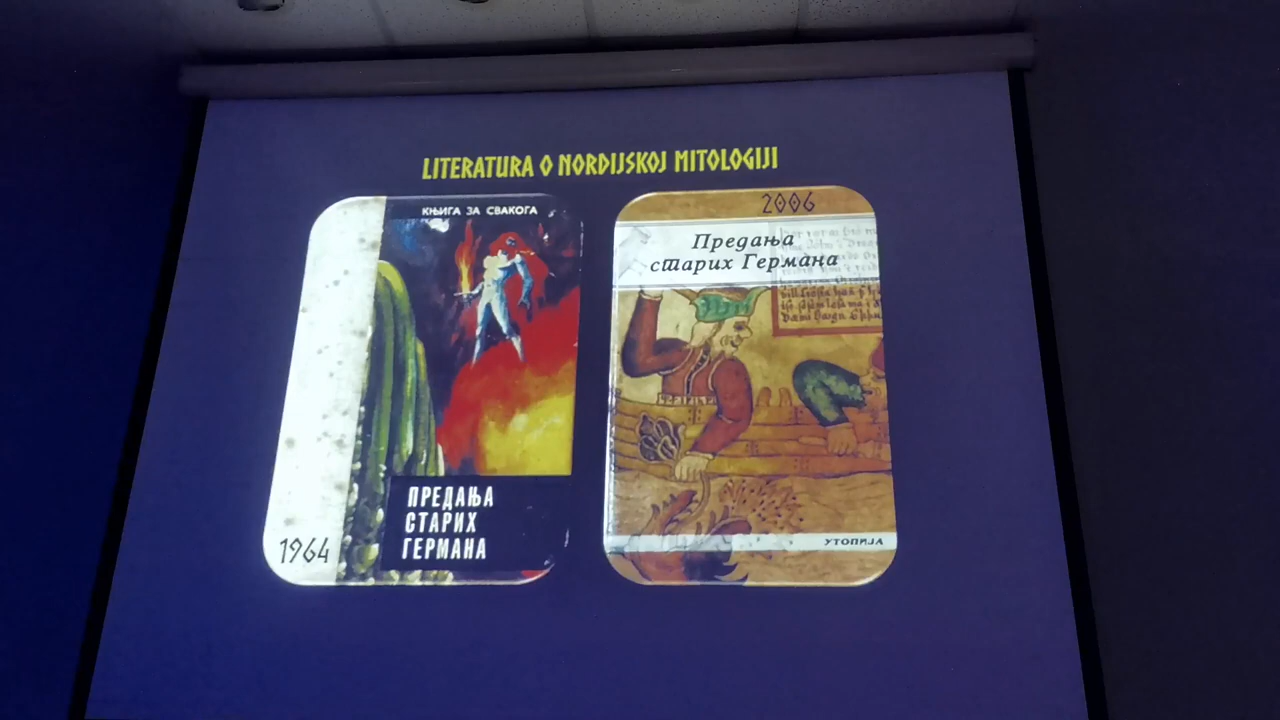 LITERATURA O NORDIJSKOJ MITOLOGIJI
КЊИГА ЗА СВАКОГА
ПРЕДАЊА
СТАРИХ
ГЕРМАНА
1964
2006
Предања
старих Германа
УТОПИЈА